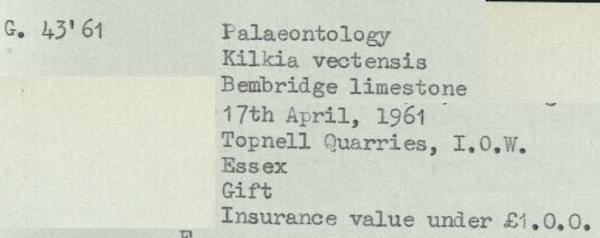 G. 43'61
Palaeontology
Kilkia vectensis
Bembridge limestone
17th April, 1961
Topnell Quarries, I.O.W.
Essex
Gift
Insurance value under £1.0.0.